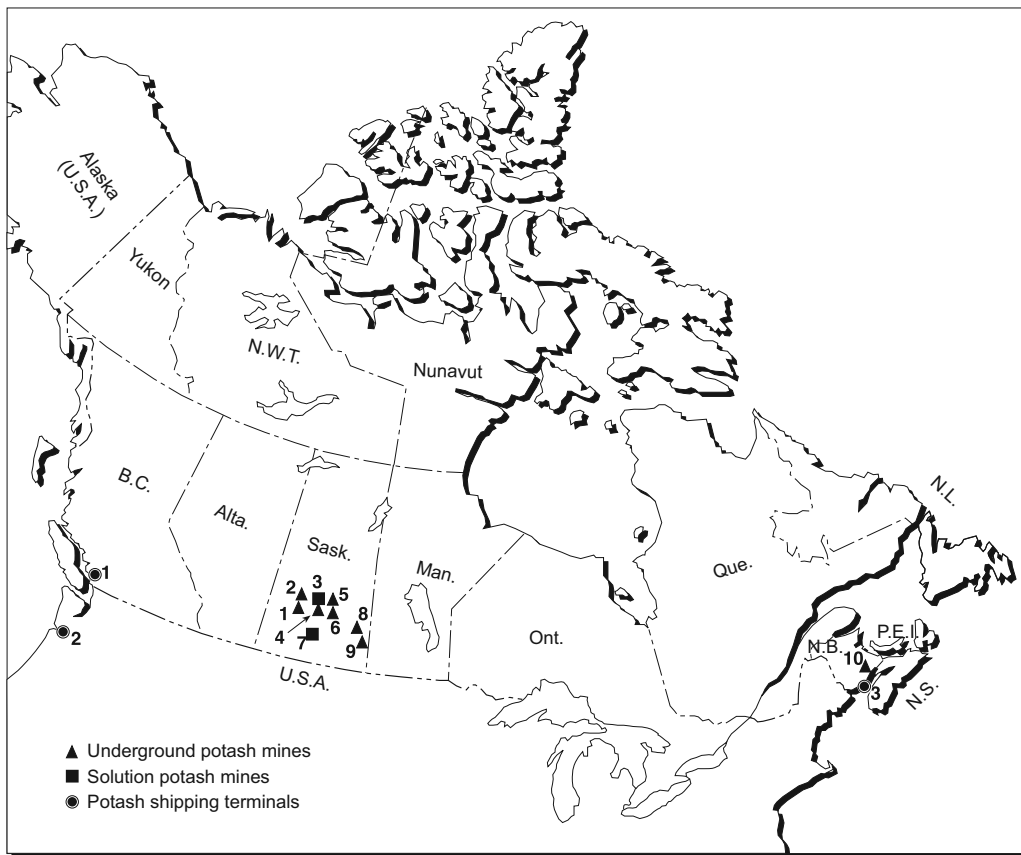 Alaska
(U.S.A.)
Yukon
N.W.T.
Nunavut
B.C.
Alta.
Sask.
Man.
Ont.
Que.
N.L.
P.E.I.
N.B.
N.S.
U.S.A.
1
2
3
2
5
1
4
6
7
8
9
10
3
▲ Underground potash mines
■ Solution potash mines
◉ Potash shipping terminals